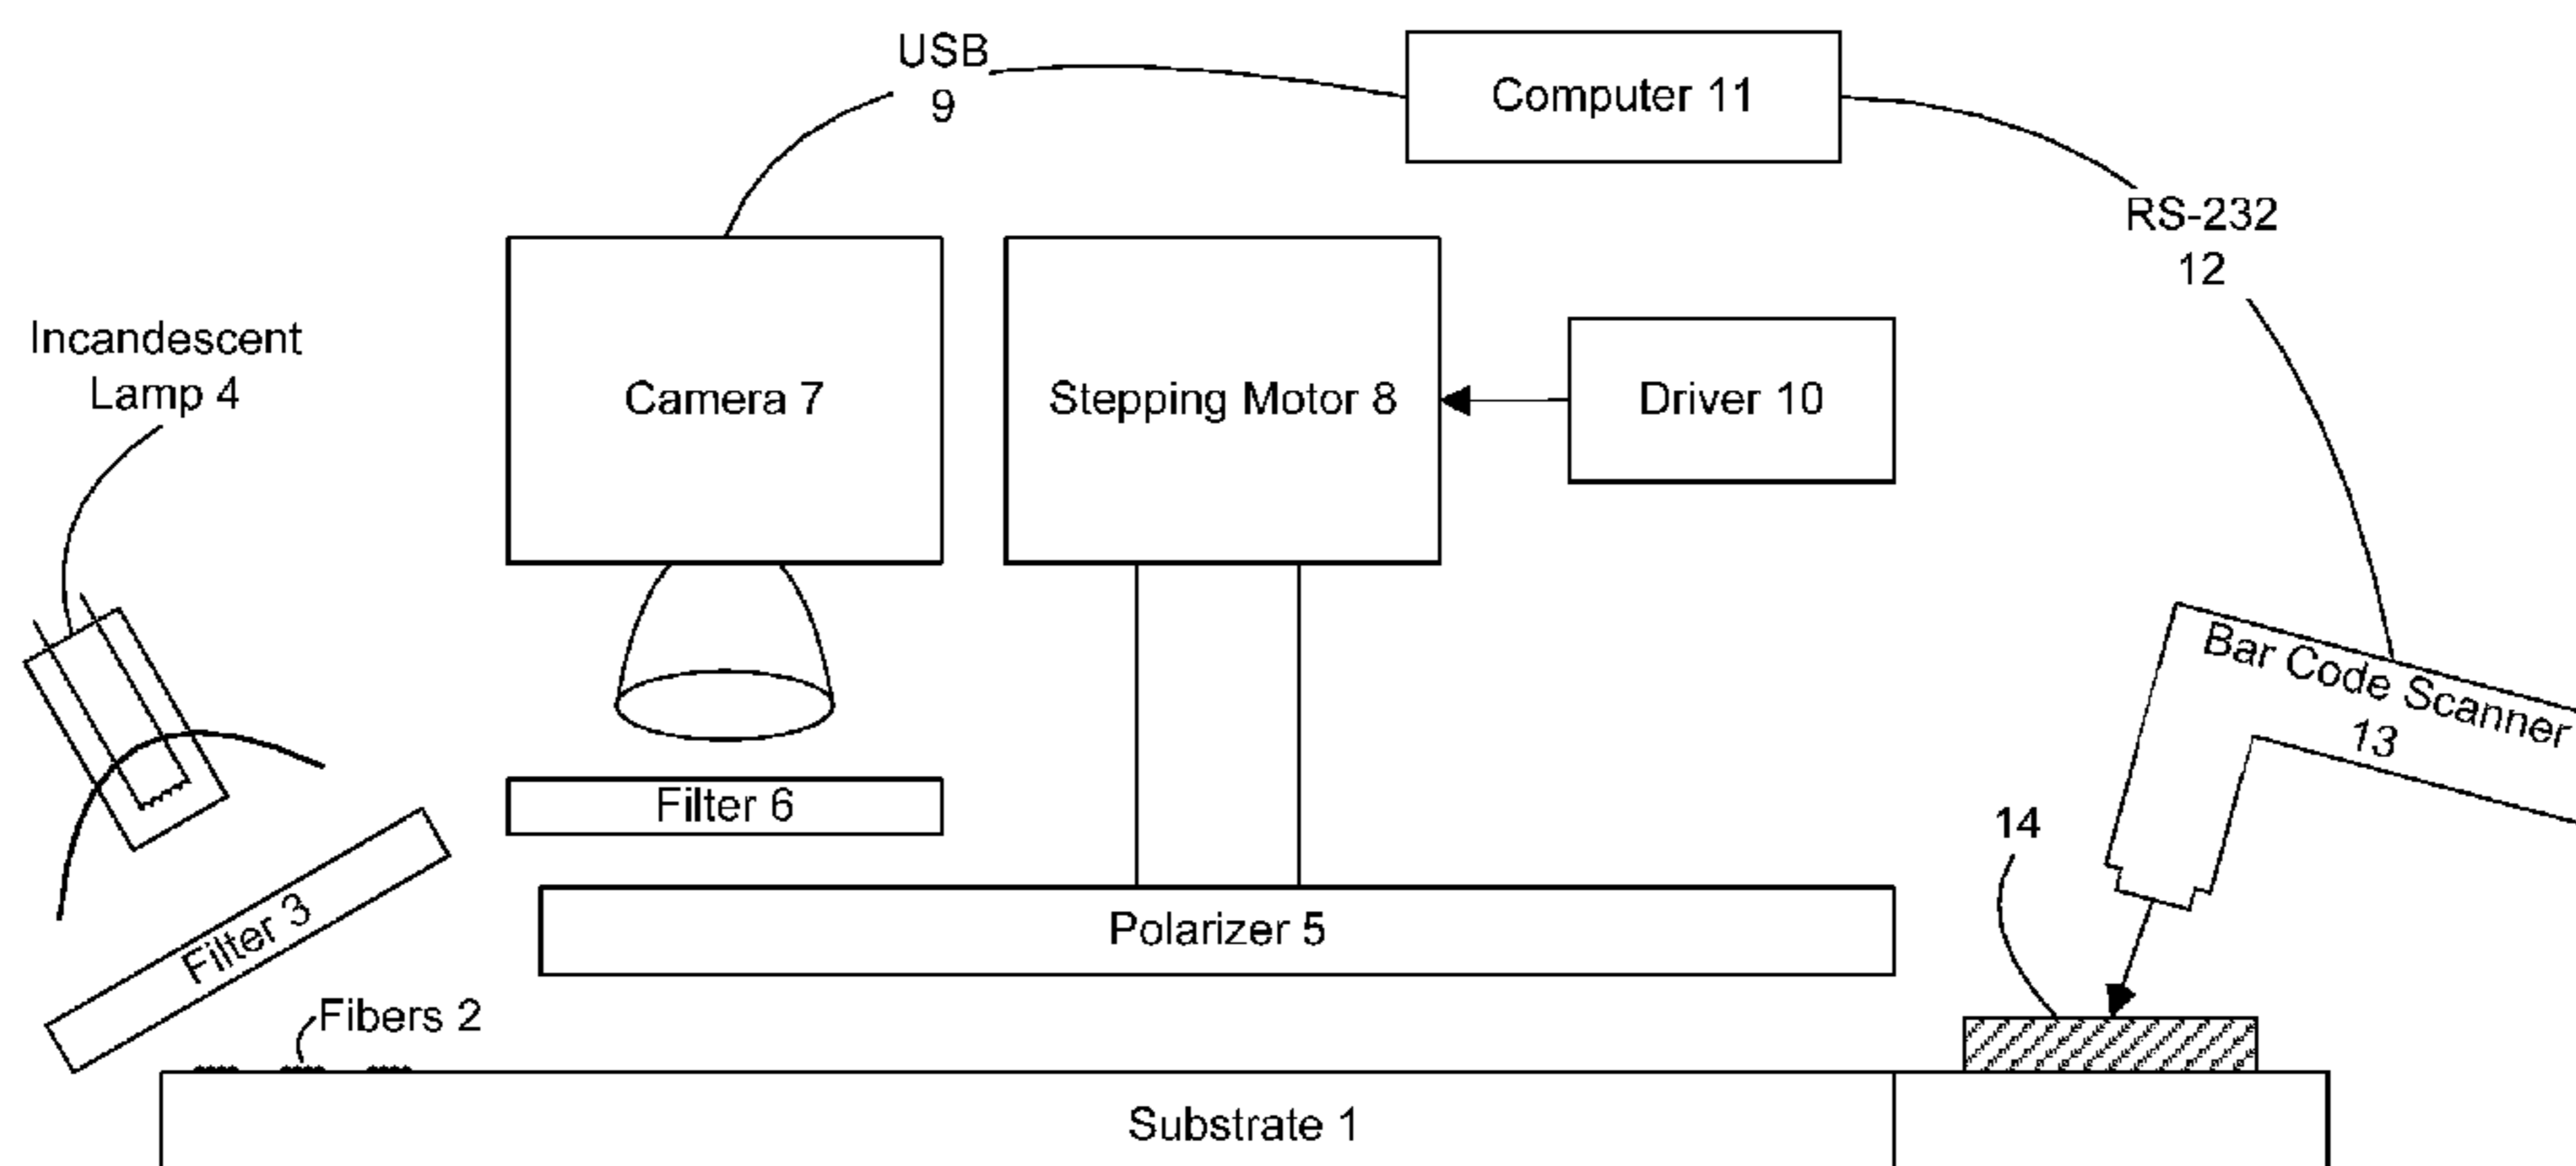 USB
9
Computer 11
RS-232
12
Incandescent
Lamp 4
Camera 7
Stepping Motor 8
Driver 10
Bar Code Scanner
13
Filter 6
14
Filter 3
Polarizer 5
Fibers 2
Substrate 1